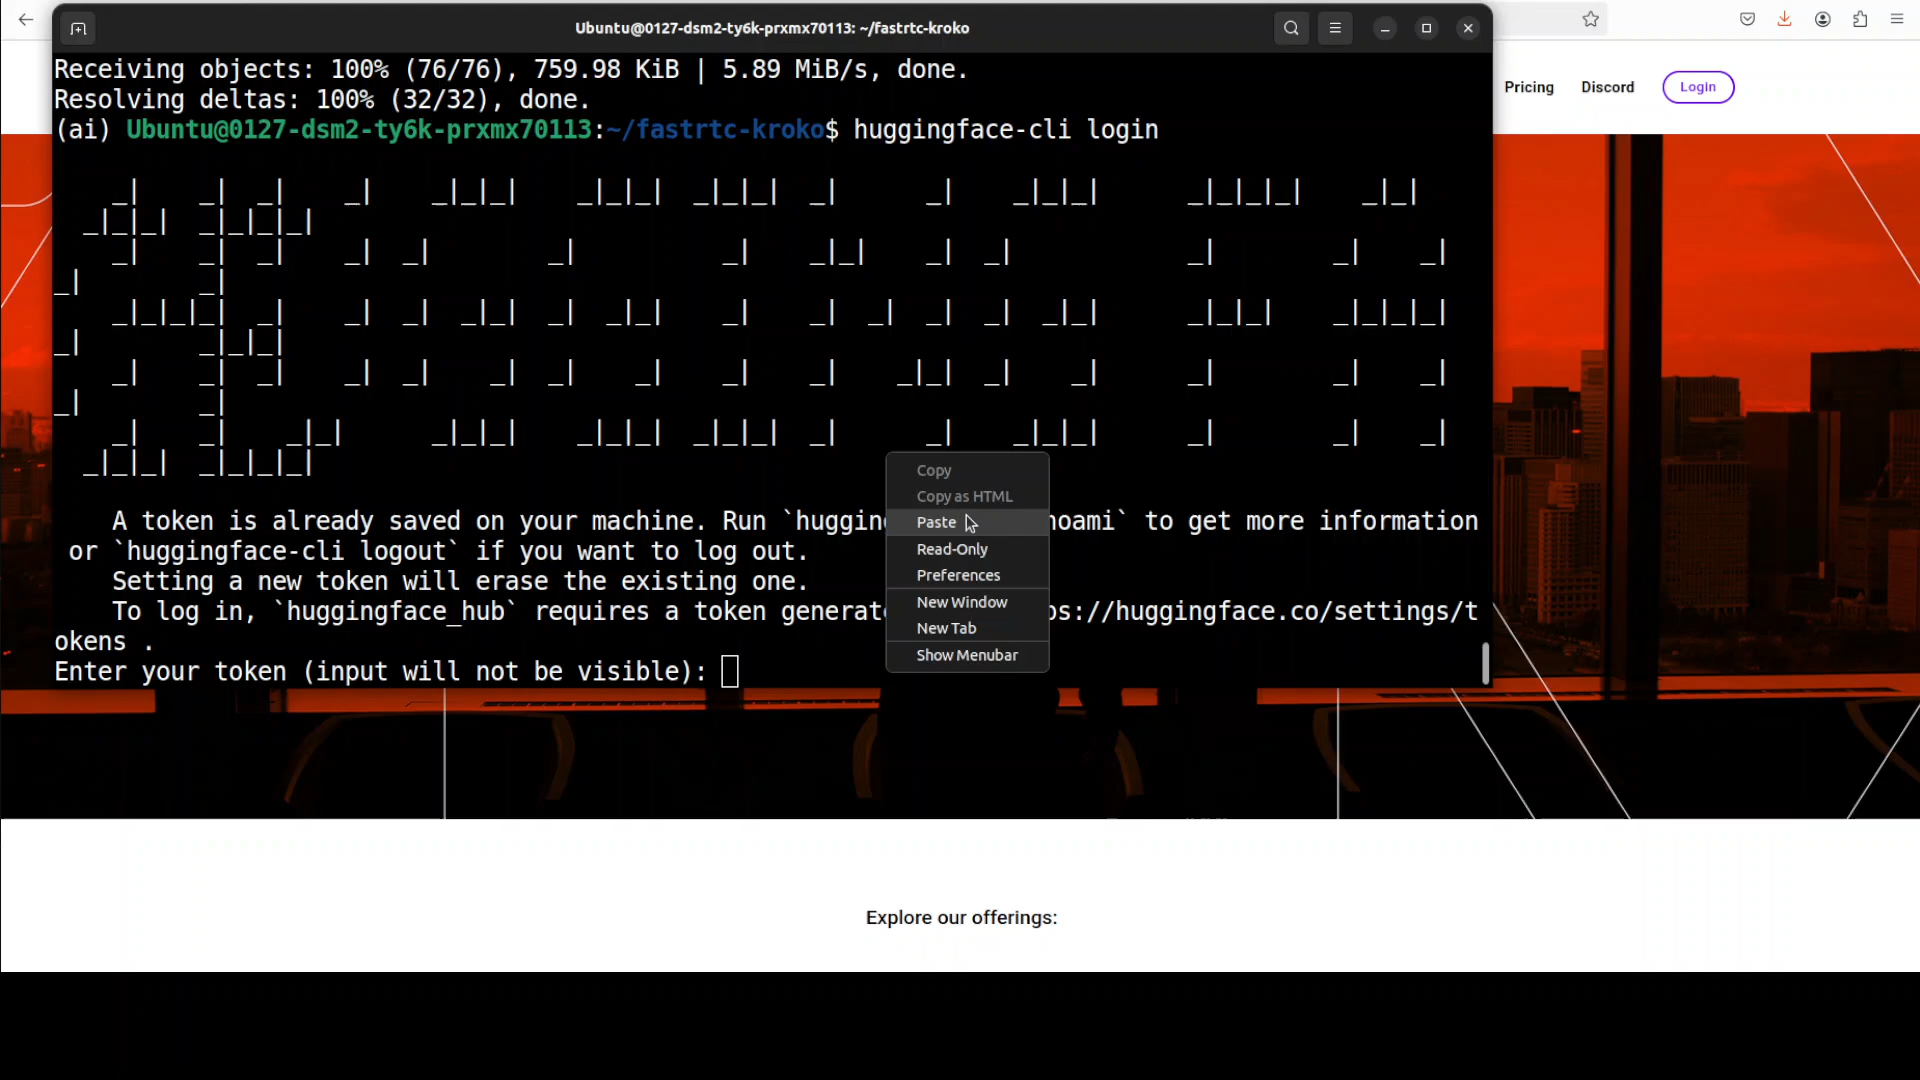 Ubuntu@0127-dsm2-ty6k-prxmx70113: ~/fastrtc-kroko
Pricing Discord Login
Receiving objects: 100% (76/76), 759.98 KiB | 5.89 MiB/s, done.
Resolving deltas: 100% (32/32), done.
(ai) Ubuntu@0127-dsm2-ty6k-prxmx70113:~/fastrtc-kroko$ huggingface-cli login
    _|    _|  _|    _|    _|_|_|    _|_|_|  _|_|_|  _|      _|    _|_|_|      _|_|_|_|    _|_|
  _|_|_|  _|_|_|_|
    _|    _|  _|    _|  _|        _|          _|    _|_|    _|  _|            _|        _|    _|
_|        _|
    _|_|_|_|  _|    _|  _|  _|_|  _|  _|_|    _|    _|  _|  _|  _|  _|_|      _|_|_|    _|_|_|_|
_|        _|_|_|
    _|    _|  _|    _|  _|    _|  _|    _|    _|    _|    _|_|  _|    _|      _|        _|    _|
_|        _|
    _|    _|    _|_|      _|_|_|    _|_|_|  _|_|_|  _|      _|    _|_|_|      _|        _|    _|
  _|_|_|  _|_|_|_|
A token is already saved on your machine. Run `huggin oami` to get more information
or `huggingface-cli logout` if you want to log out.
Setting a new token will erase the existing one.
To log in, `huggingface_hub` requires a token generat ps://huggingface.co/settings/t
okens .
Enter your token (input will not be visible):
Copy
Copy as HTML
Paste
Read-Only
Preferences
New Window
New Tab
Show Menubar
Explore our offerings: